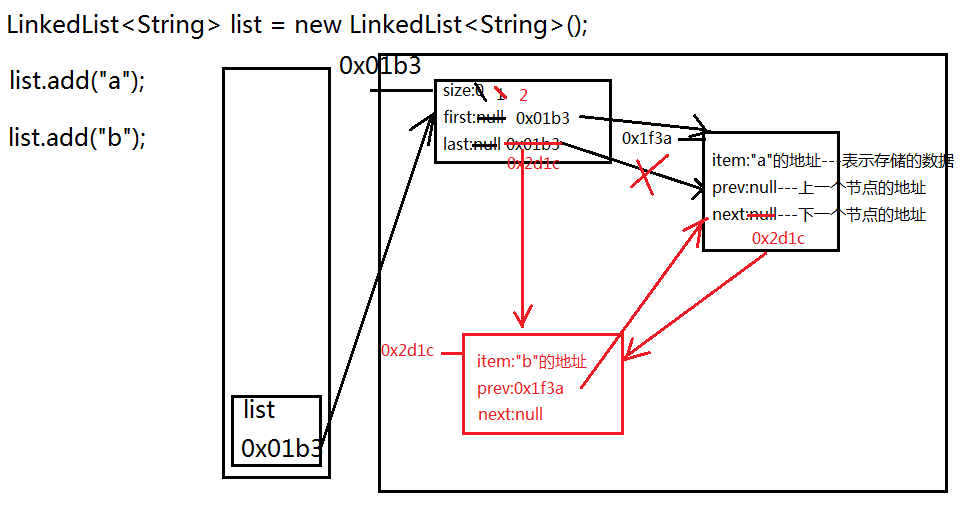 LinkedList<String> list = new LinkedList<String>();
list.add("a");
list.add("b");
0x01b3
size:0 1 2
first:null 0x01b3
last:null 0x01b3
0x2d1c
0x1f3a
item:"a"的地址---表示存储的数据
prev:null---上一个节点的地址
next:null---下一个节点的地址
0x2d1c
0x2d1c
item:"b"的地址
prev:0x1f3a
next:null
list
0x01b3